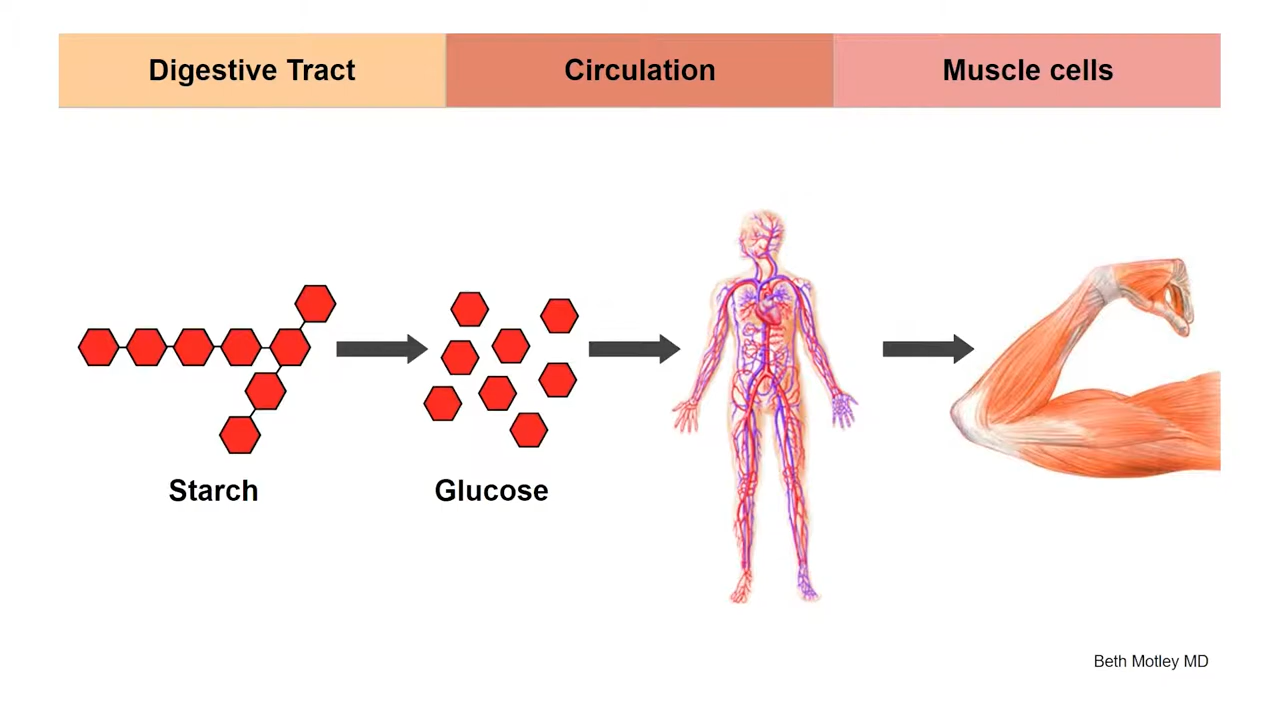 Digestive Tract
Circulation
Muscle cells
Starch
Glucose
Beth Motley MD